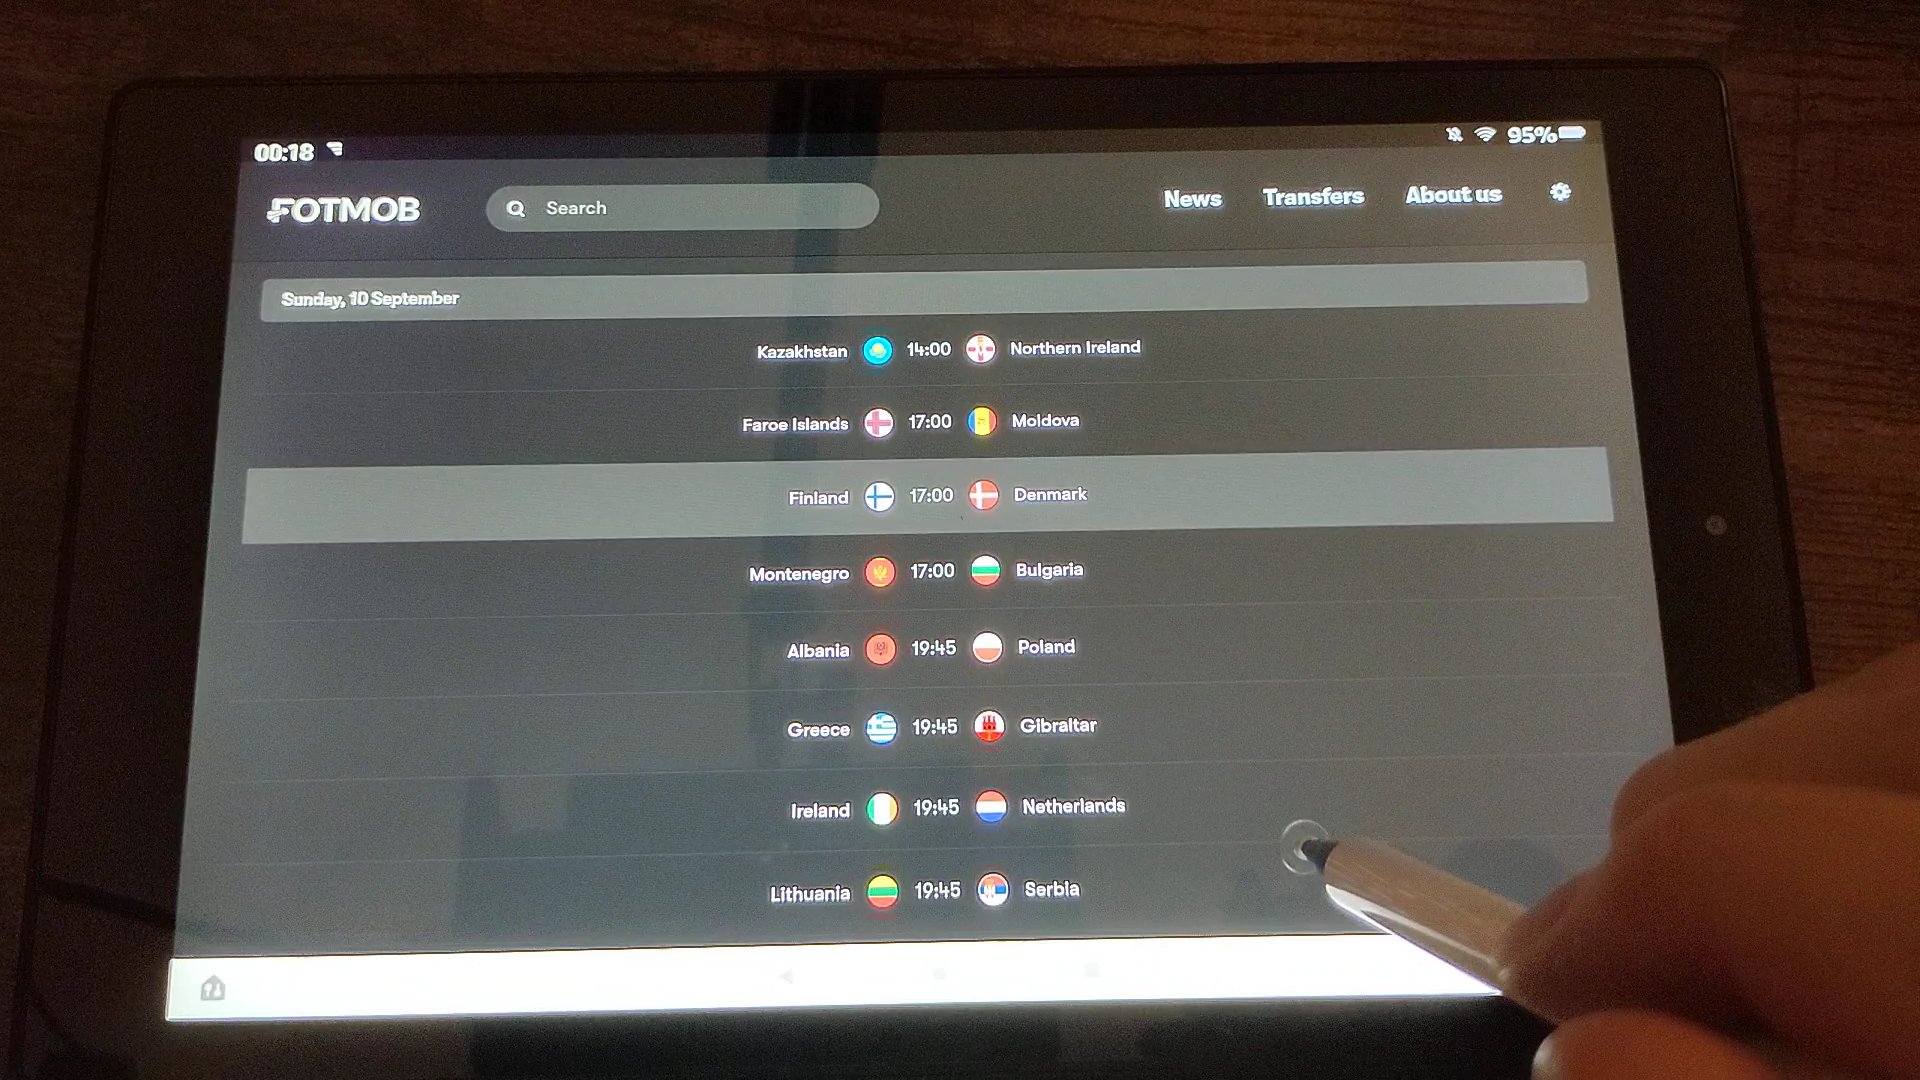 00:18 95%
FOTMOB Search News Transfers About us
Sunday, 10 September
Kazakhstan 14:00 Northern Ireland
Faroe Islands 17:00 Moldova
Finland 17:00 Denmark
Montenegro 17:00 Bulgaria
Albania 19:45 Poland
Greece 19:45 Gibraltar
Ireland 19:45 Netherlands
Lithuania 19:45 Serbia